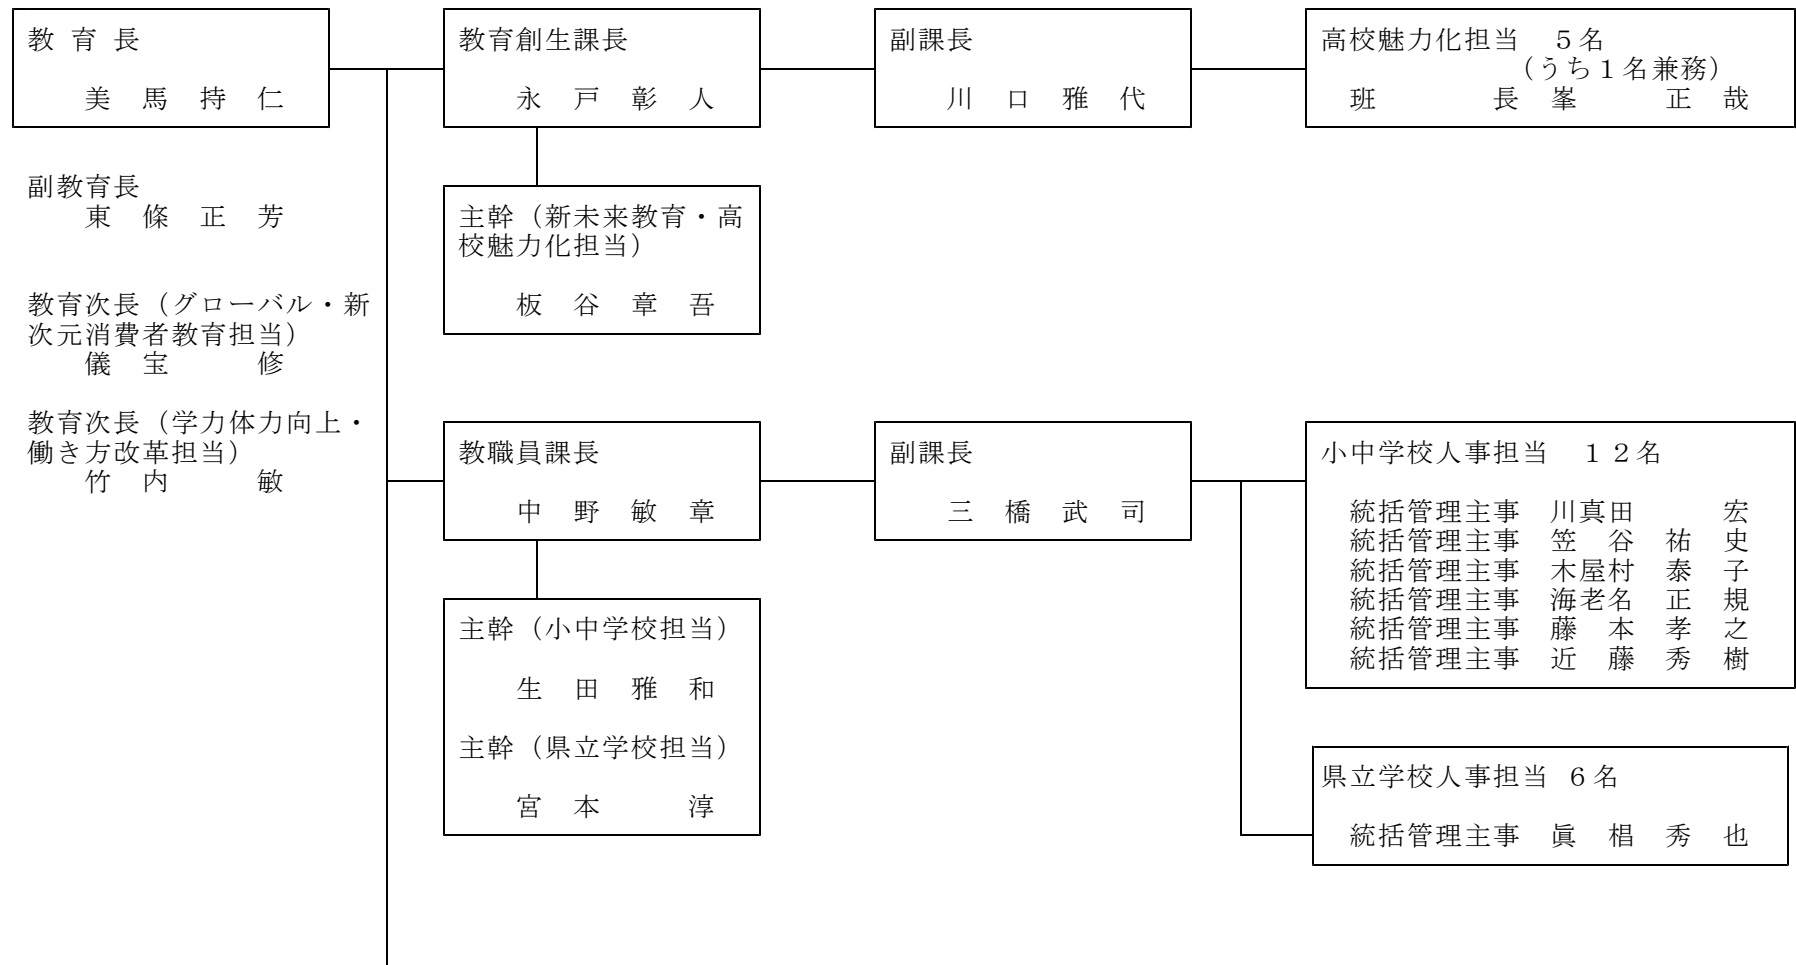 教 育 長
美 馬 持 仁
副教育長
東 條 正 芳
教育次長（グローバル・新
次元消費者教育担当）
儀 宝 修
教育次長（学力体力向上・
働き方改革担当）
竹 内 敏
教育創生課長
永 戸 彰 人
主幹（新未来教育・高
校魅力化担当）
板 谷 章 吾
副課長
川 口 雅 代
高校魅力化担当 ５名
（うち１名兼務）
班 長 峯 正 哉
教職員課長
中 野 敏 章
主幹（小中学校担当）
生 田 雅 和
主幹（県立学校担当）
宮 本 淳
副課長
三 橋 武 司
小中学校人事担当 １２名
統括管理主事 川真田 宏
統括管理主事 笠 谷 祐 史
統括管理主事 木屋村 泰 子
統括管理主事 海老名 正 規
統括管理主事 藤 本 孝 之
統括管理主事 近 藤 秀 樹
県立学校人事担当 ６名
統括管理主事 眞 椙 秀 也